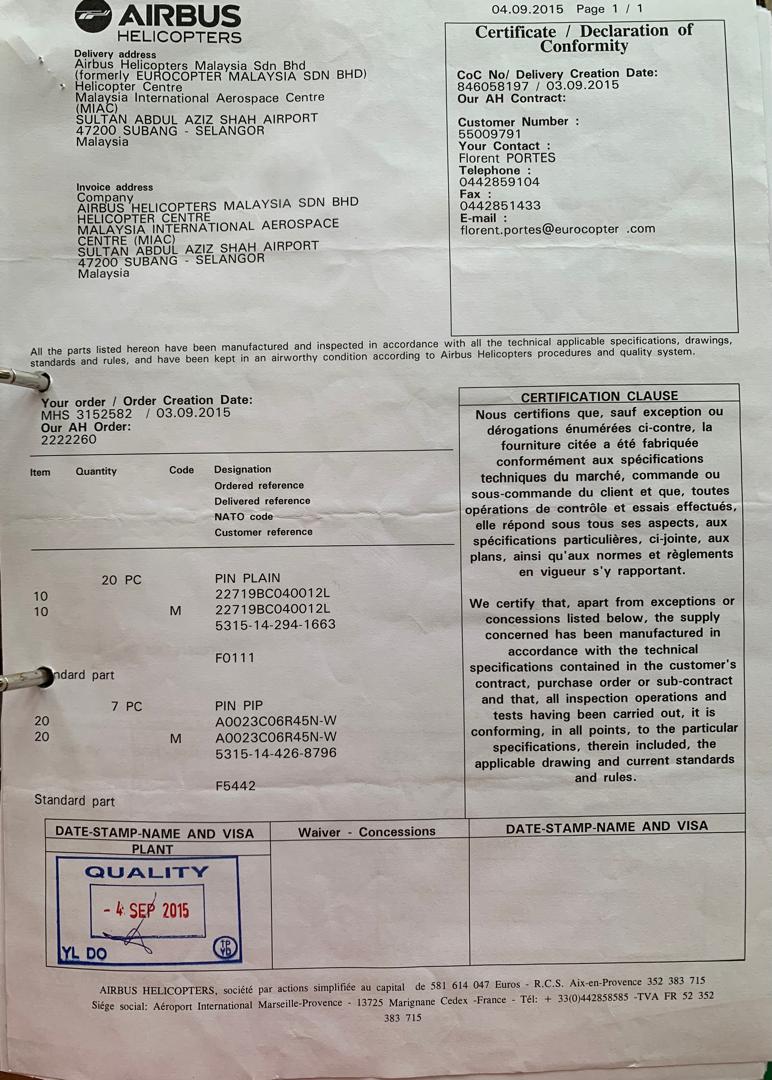 AIRBUS
HELICOPTERS
04.09.2015 Page 1 / 1
Delivery address
Airbus Helicopters Malaysia Sdn Bhd
(formerly EUROCOPTER MALAYSIA SDN BHD)
Helicopter Centre
Malaysia International Aerospace Centre
(MIAC)
SULTAN ABDUL AZIZ SHAH AIRPORT
47200 SUBANG - SELANGOR
Malaysia
Invoice address
Company
AIRBUS HELICOPTERS MALAYSIA SDN BHD
HELICOPTER CENTRE
MALAYSIA INTERNATIONAL AEROSPACE
CENTRE (MIAC)
SULTAN ABDUL AZIZ SHAH AIRPORT
47200 SUBANG - SELANGOR
Malaysia
Certificate / Declaration of
Conformity
CoC No/ Delivery Creation Date:
846058197 / 03.09.2015
Our AH Contract:
Customer Number :
55009791
Your Contact :
Florent PORTES
Telephone :
0442859104
Fax :
0442851433
E-mail :
florent.portes@eurocopter .com
All the parts listed hereon have been manufactured and inspected in accordance with all the technical applicable specifications, drawings,
standards and rules, and have been kept in an airworthy condition according to Airbus Helicopters procedures and quality system.
Your order / Order Creation Date:
MHS 3152582 / 03.09.2015
Our AH Order:
2222260
Item Quantity Code Designation
Ordered reference
Delivered reference
NATO code
Customer reference
20 PC PIN PLAIN
10 22719BC040012L
10 M 22719BC040012L
5315-14-294-1663
F0111
ndard part
7 PC PIN PIP
20 A0023C06R45N-W
20 M A0023C06R45N-W
5315-14-426-8796
F5442
Standard part
CERTIFICATION CLAUSE
Nous certifions que, sauf exception ou
dérogations énumérées ci-contre, la
fourniture citée a été fabriquée
conformément aux spécifications
techniques du marché, commande ou
sous-commande du client et que, toutes
opérations de contrôle et essais effectués,
elle répond sous tous ses aspects, aux
spécifications particulières, ci-jointe, aux
plans, ainsi qu'aux normes et règlements
en vigueur s'y rapportant.
We certify that, apart from exceptions or
concessions listed below, the supply
concerned has been manufactured in
accordance with the technical
specifications contained in the customer's
contract, purchase order or sub-contract
and that, all inspection operations and
tests having been carried out, it is
conforming, in all points, to the particular
specifications, therein included, the
applicable drawing and current standards
and rules.
DATE-STAMP-NAME AND VISA Waiver - Concessions DATE-STAMP-NAME AND VISA
PLANT
QUALITY
- 4 SEP 2015
YL DO
AIRBUS HELICOPTERS, société par actions simplifiée au capital de 581 614 047 Euros - R.C.S. Aix-en-Provence 352 383 715
Siége social: Aéroport International Marseille-Provence - 13725 Marignane Cedex -France - Tél: + 33(0)442858585 -TVA FR 52 352
383 715